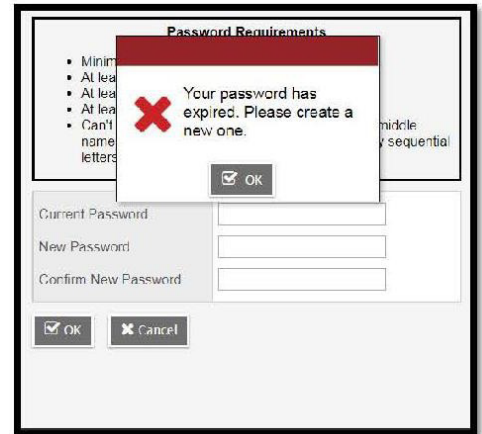 Password Requirements
• Minim
• At lea
• At lea
• At lea
• Can't middle
name y sequential
letters
Your password has
expired. Please create a
new one.
OK
Current Password
New Password
Confirm New Password
OK Cancel